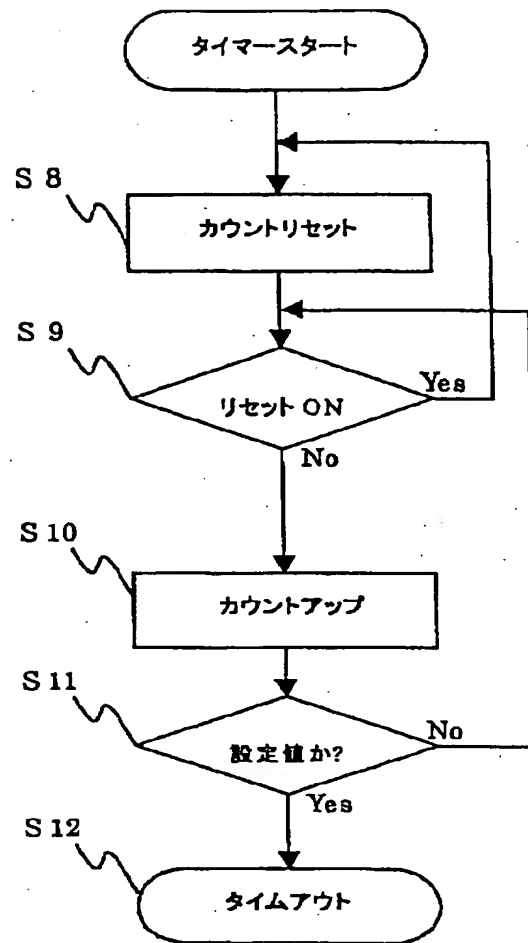 タイマースタート
S 8
カウントリセット
S 9
リセット ON
Yes
No
S 10
カウントアップ
S 11
設定値か?
No
Yes
S 12
タイムアウト